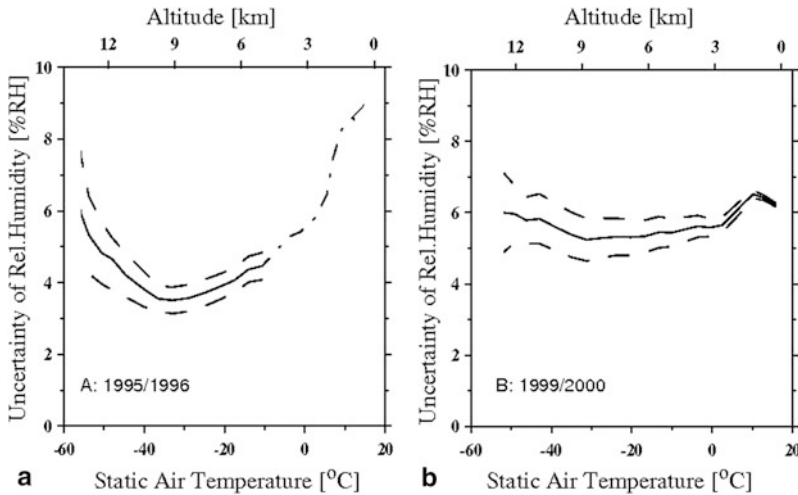 Altitude [km]
12 9 6 3 0
10
8
6
4
2
0
Uncertainty of Rel.Humidity [%RH]
A: 1995/1996
-60 -40 -20 0 20
a Static Air Temperature [°C]
Altitude [km]
12 9 6 3 0
10
8
6
4
2
0
Uncertainty of Rel.Humidity [%RH]
B: 1999/2000
-60 -40 -20 0 20
b Static Air Temperature [°C]